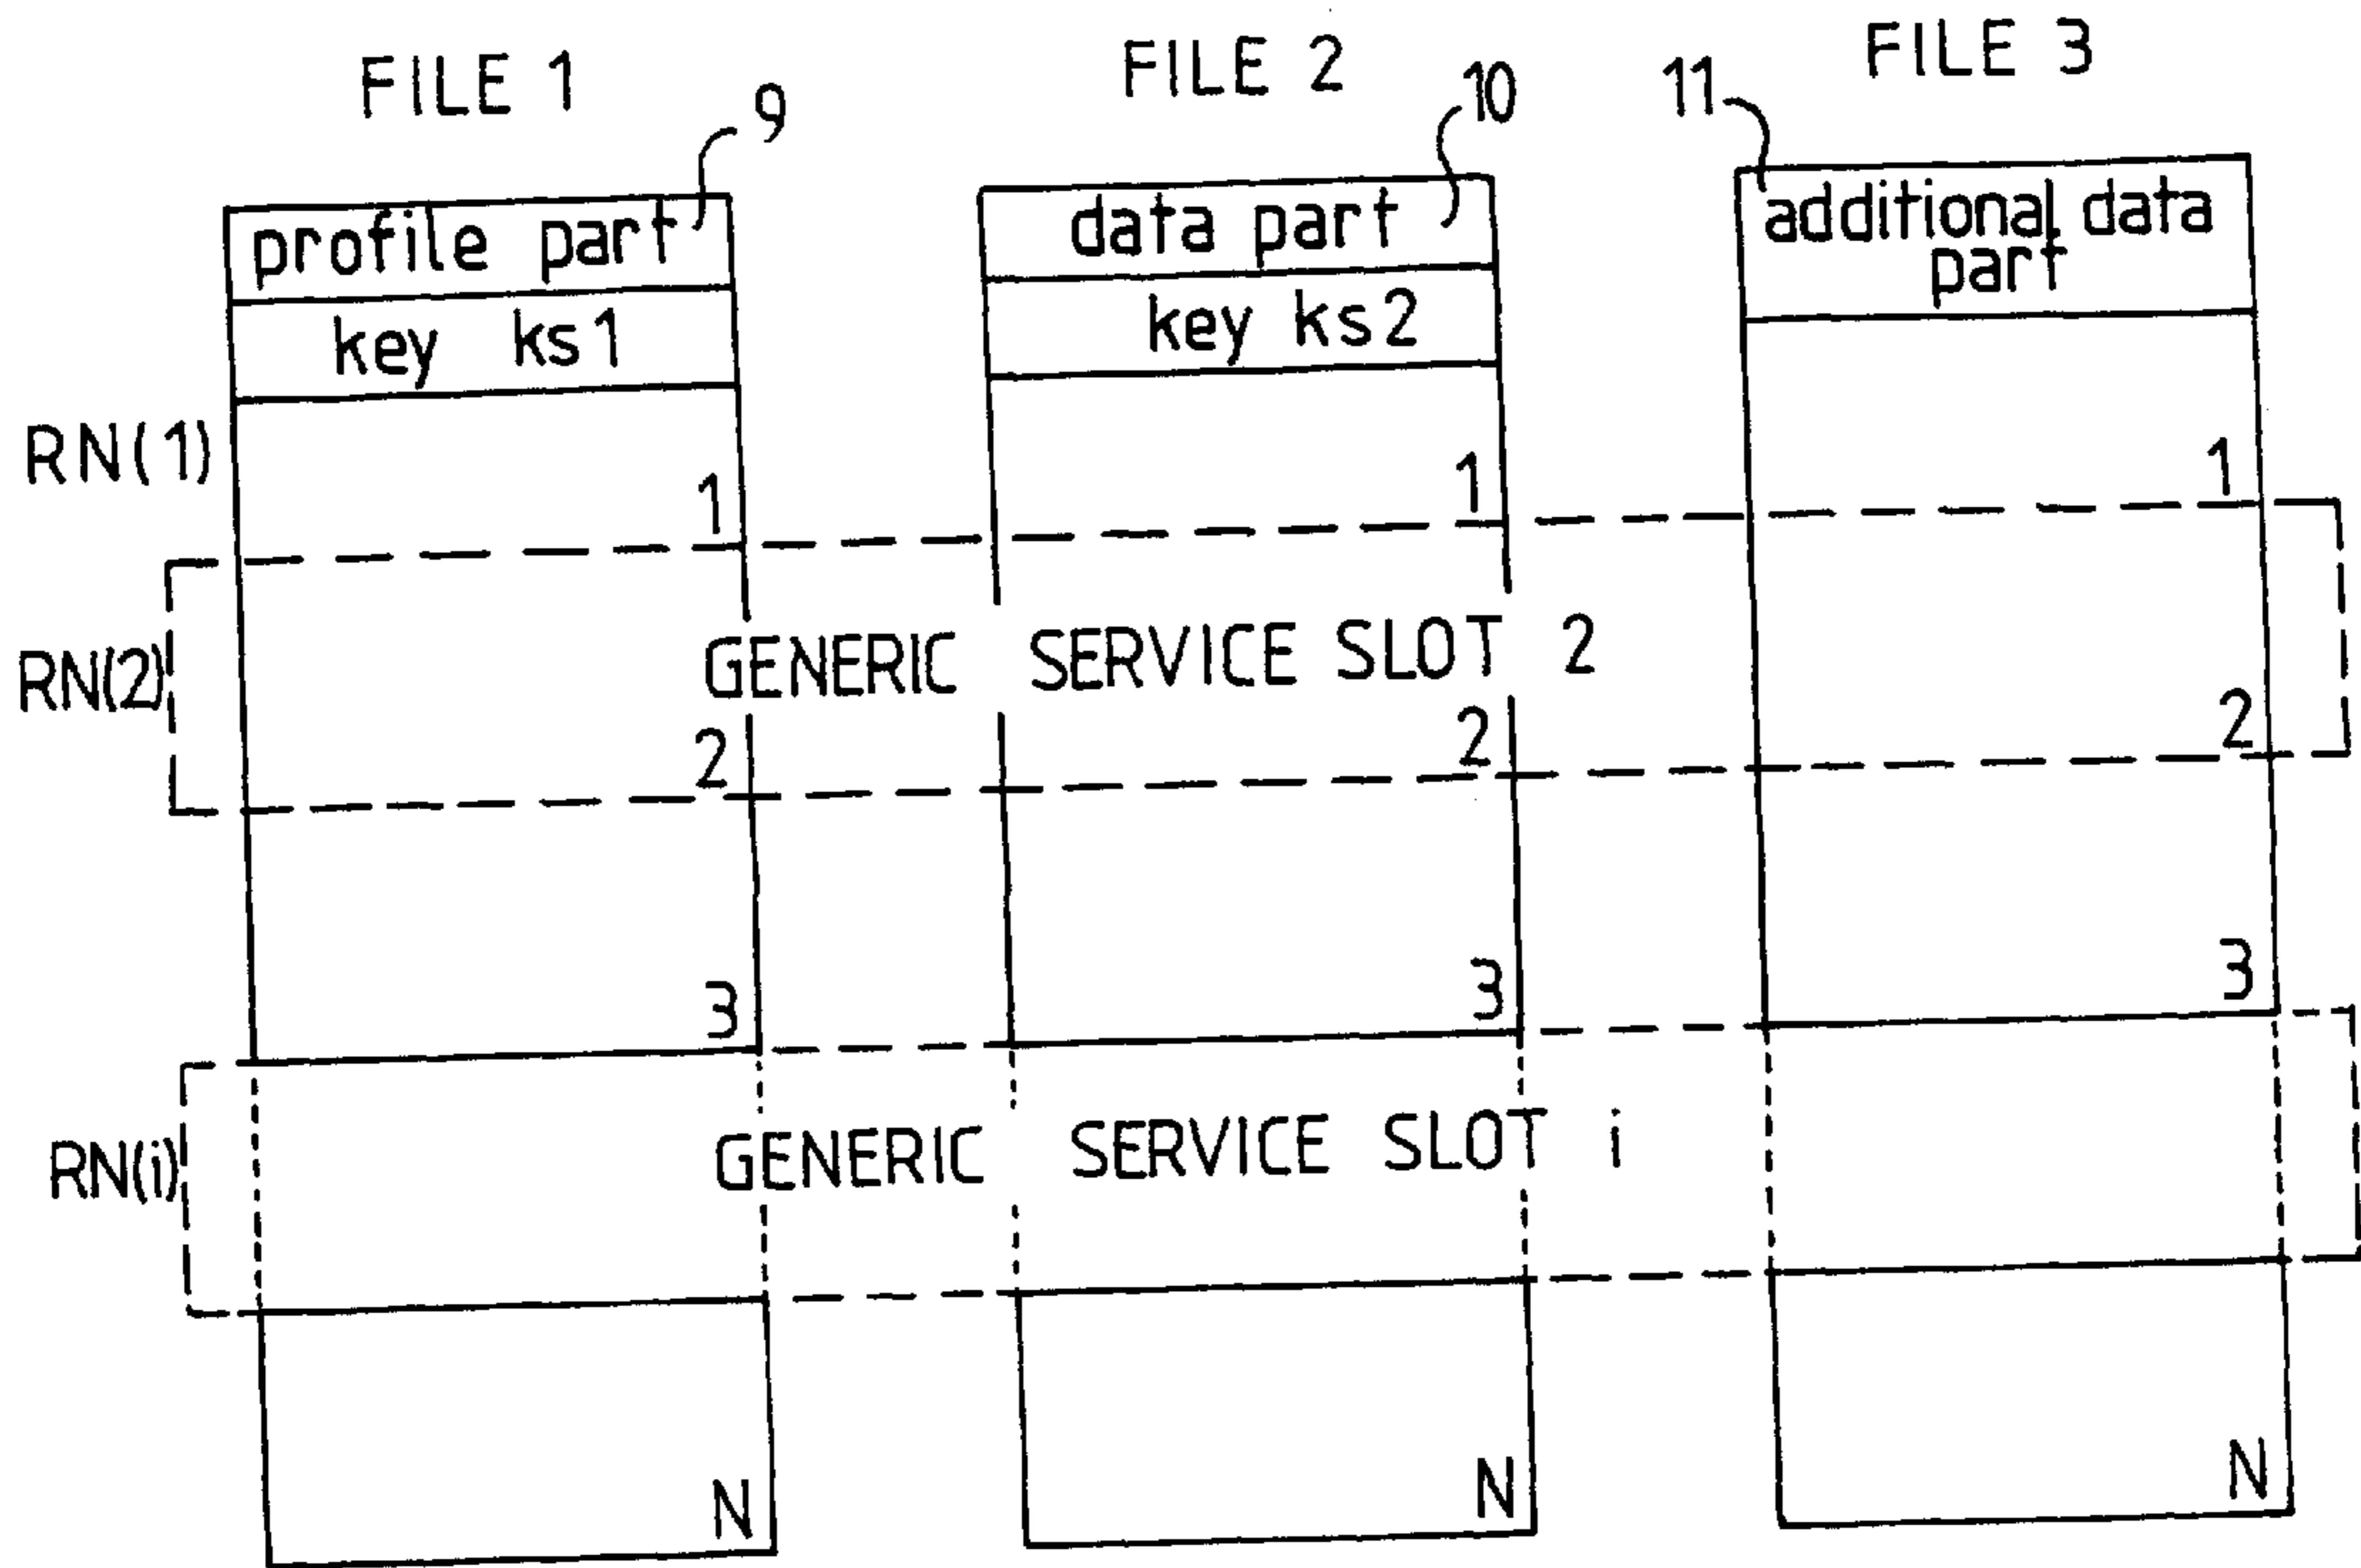 FILE 1
FILE 2
FILE 3
9
10
11
profile part
data part
additional data
part
key ks1
key ks2
RN(1)
1
1
1
RN(2)
GENERIC SERVICE SLOT 2
2
2
2
3
3
3
RN(i)
GENERIC SERVICE SLOT i
N
N
N